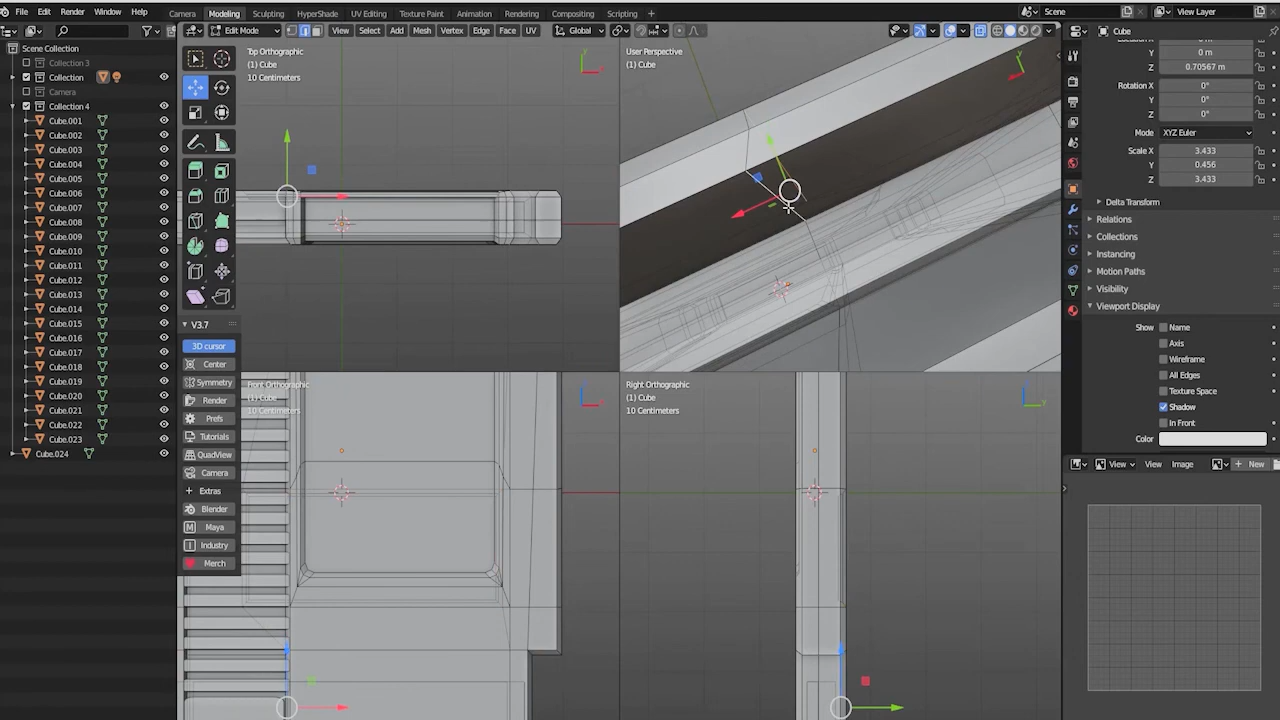 File Edit Render Window Help Camera Modeling Sculpting HyperShade UV Editing Texture Paint Animation Rendering Compositing Scripting + Scene View Layer
Edit Mode View Select Add Mesh Vertex Edge Face UV Global Cube
Scene Collection
Collection 3
Collection
Camera
Collection 4
Cube.001
Cube.002
Cube.003
Cube.004
Cube.005
Cube.006
Cube.007
Cube.008
Cube.009
Cube.010
Cube.011
Cube.012
Cube.013
Cube.014
Cube.015
Cube.016
Cube.017
Cube.018
Cube.019
Cube.020
Cube.021
Cube.022
Cube.023
Cube.024
V3.7
3D cursor
Center
Symmetry
Render
Prefs
Tutorials
QuadView
Camera
+ Extras
Blender
Maya
Industry
Merch
Top Orthographic
(1) Cube
10 Centimeters
User Perspective
(1) Cube
Front Orthographic
(1) Cube
10 Centimeters
Right Orthographic
(1) Cube
10 Centimeters
Y 0 m
Z 0.70567 m
Rotation X 0°
Y 0°
Z 0°
Mode XYZ Euler
Scale X 3.433
Y 0.456
Z 3.433
Delta Transform
Relations
Collections
Instancing
Motion Paths
Visibility
Viewport Display
Show Name
Axis
Wireframe
All Edges
Texture Space
Shadow
In Front
Color
View View Image + New